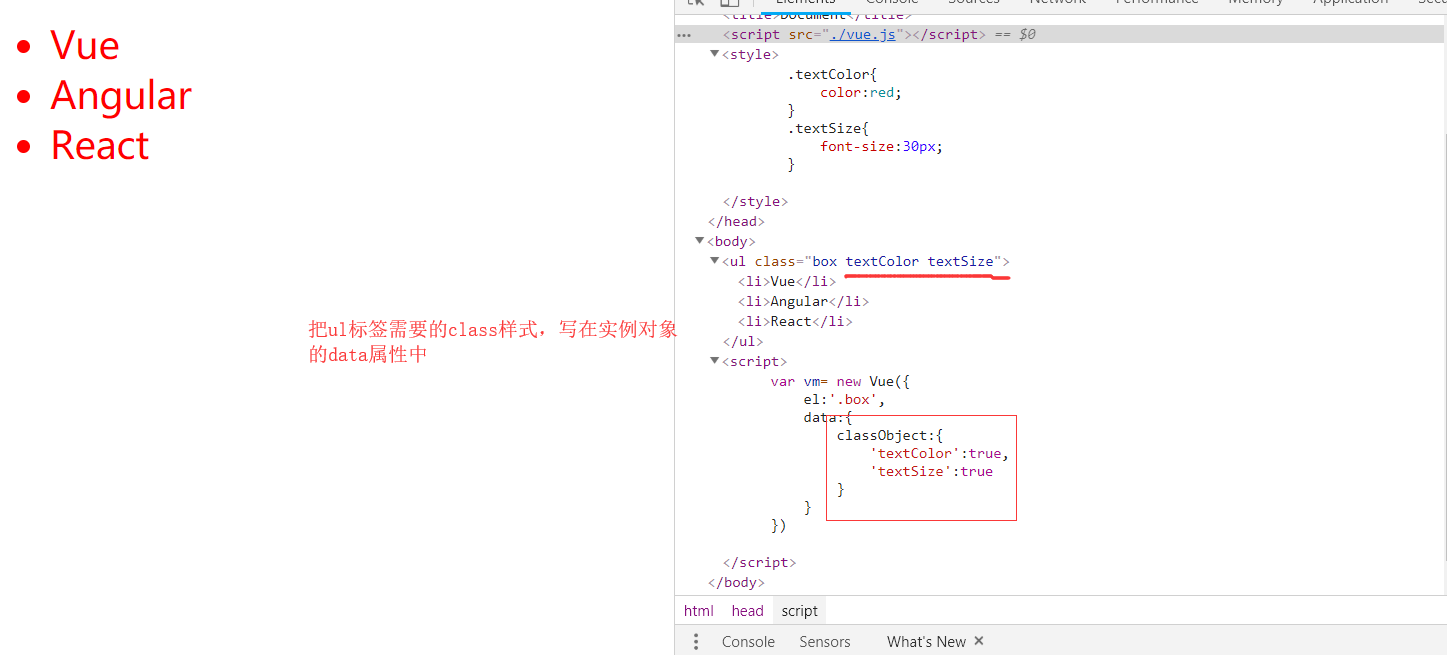 Vue
Angular
React
把ul标签需要的class样式，写在实例对象
的data属性中
Elements Console Sources Network Performance Memory Application
<title>Document</title>
<script src="./vue.js"></script> == $0
<style>
.textColor{
color:red;
}
.textSize{
font-size:30px;
}
</style>
</head>
<body>
<ul class="box textColor textSize">
<li>Vue</li>
<li>Angular</li>
<li>React</li>
</ul>
<script>
var vm= new Vue({
el:'.box',
data:{
classObject:{
'textColor':true,
'textSize':true
}
}
})
</script>
</body>
html head script
Console Sensors What's New ×